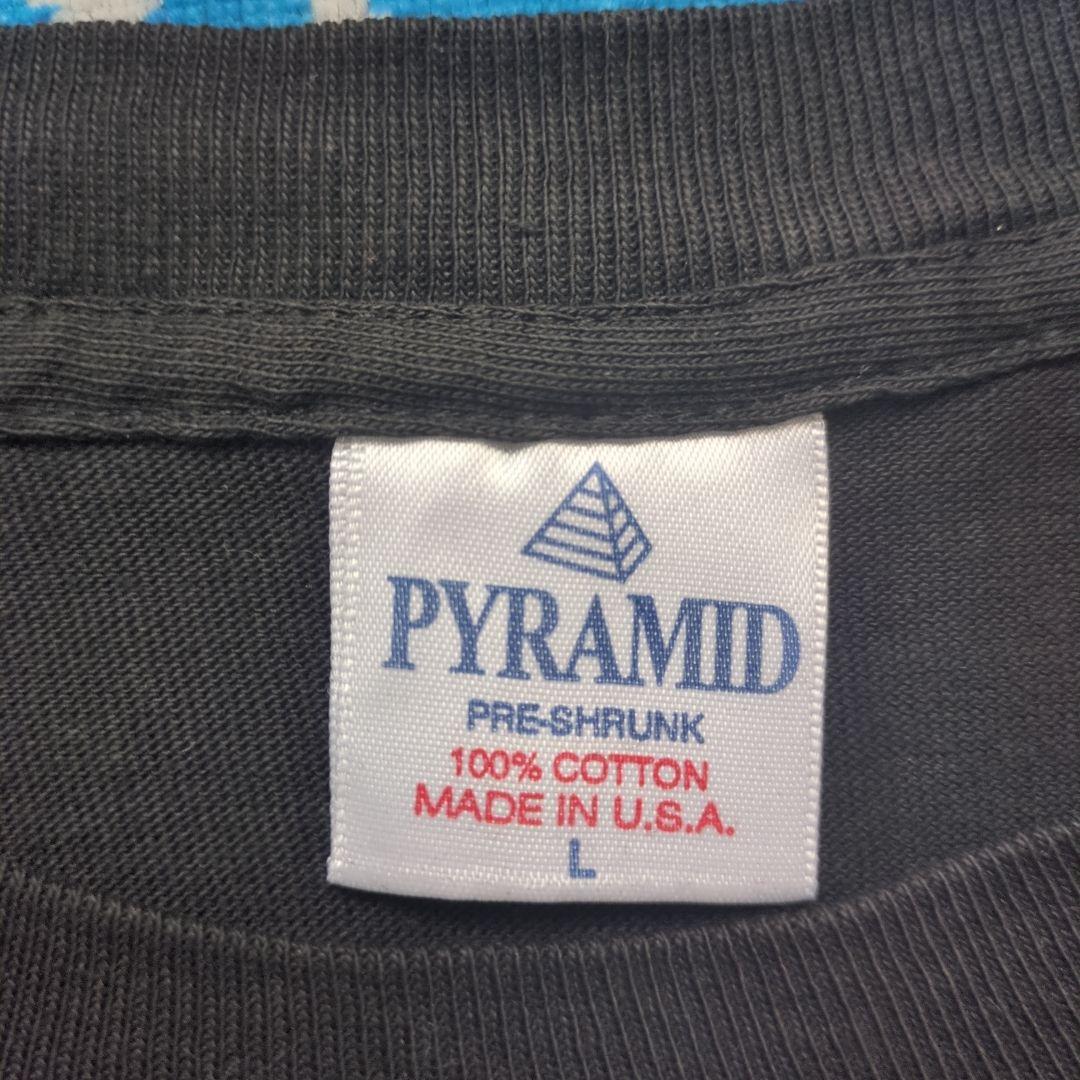 PYRAMID
PRE-SHRUNK
100% COTTON
MADE IN U.S.A.
L